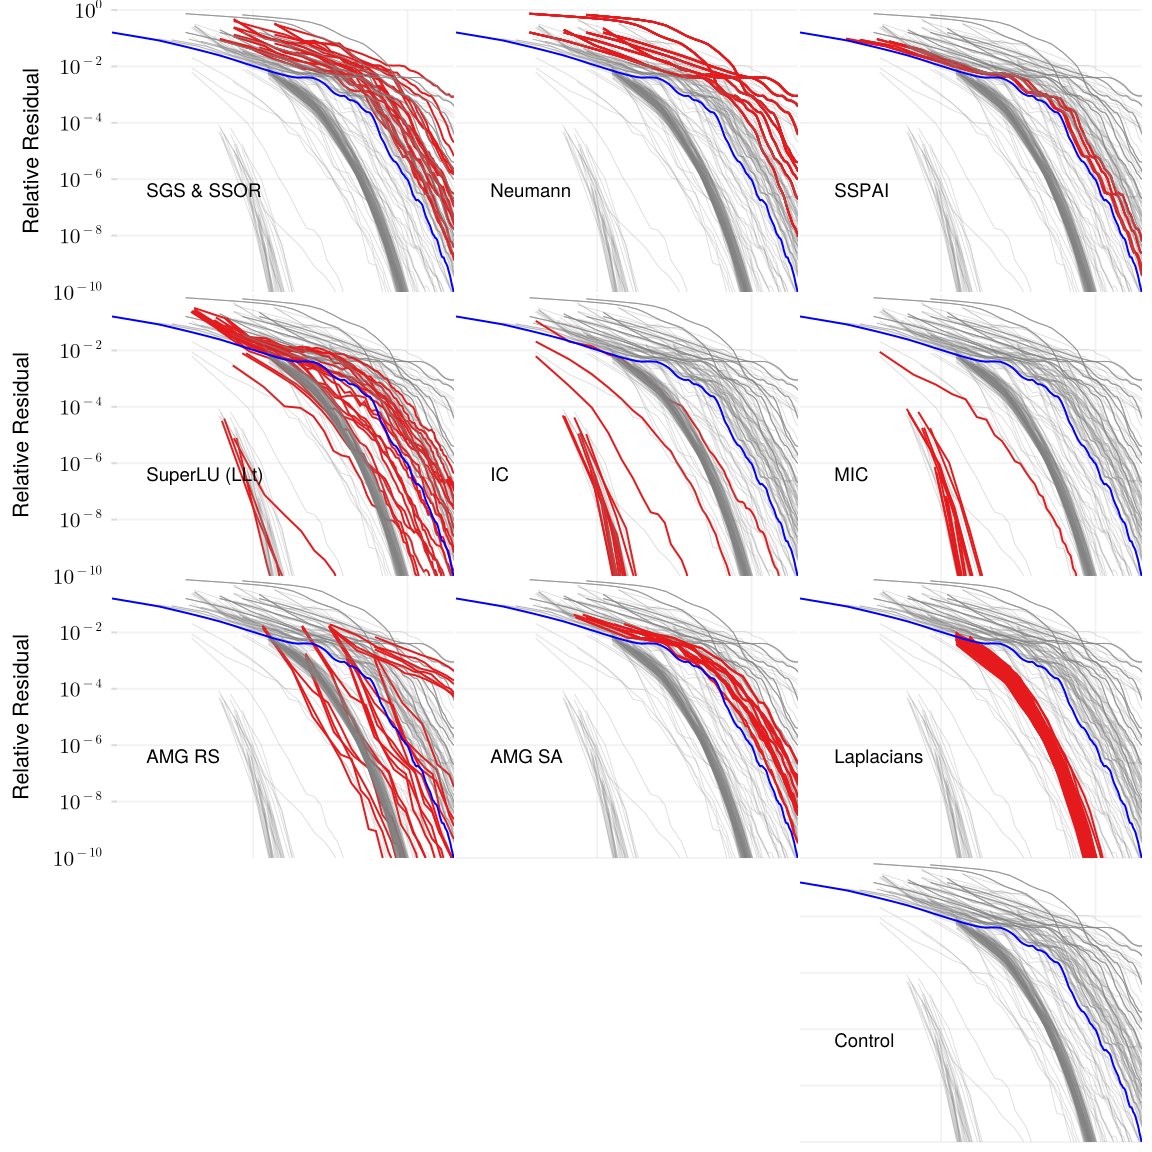 10^0
10^−2
10^−4
10^−6
10^−8
10^−10
Relative Residual
SGS & SSOR
Neumann
SSPAI
10^−2
10^−4
10^−6
10^−8
10^−10
Relative Residual
SuperLU (LLt)
IC
MIC
10^−2
10^−4
10^−6
10^−8
10^−10
Relative Residual
AMG RS
AMG SA
Laplacians
Control